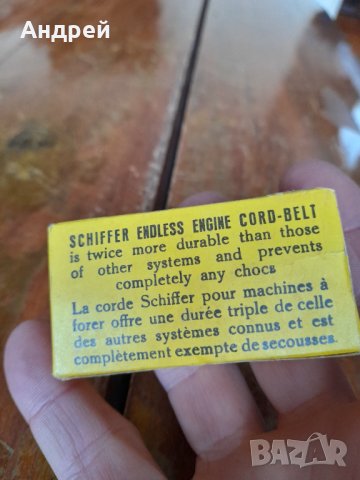 Андрей
SCHIFFER ENDLESS ENGINE CORD-BELT
is twice more durable than those
of other systems and prevents
completely any chocs
La corde Schiffer pour machines à
forer offre une durée triple de celle
des autres systèmes connus et est
complètement exempte de secousses.
BAZAR